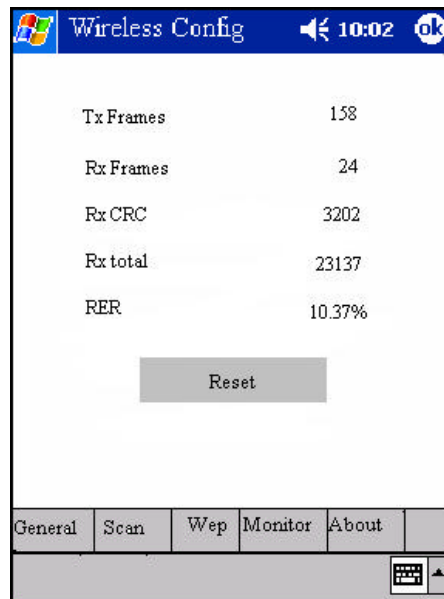 Wireless Config 10:02 ok
Tx Frames 158
Rx Frames 24
Rx CRC 3202
Rx total 23137
RER 10.37%
Reset
General Scan Wep Monitor About